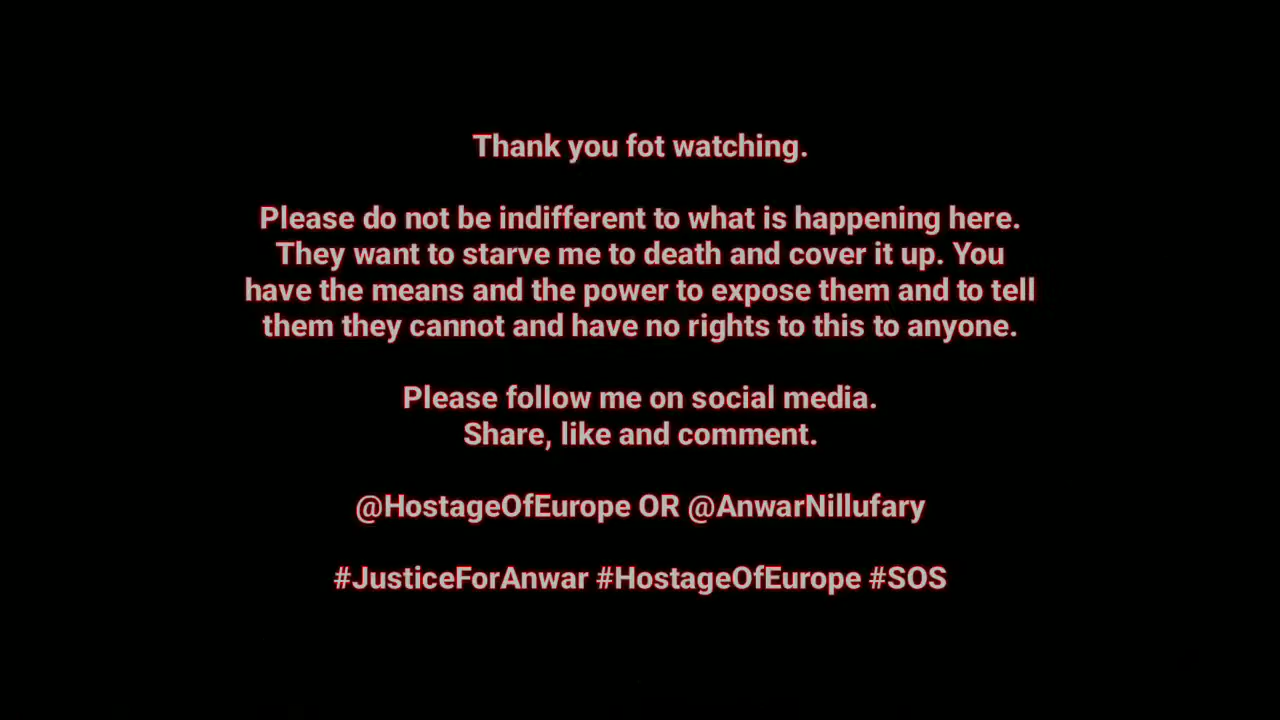 Thank you fot watching.
Please do not be indifferent to what is happening here.
They want to starve me to death and cover it up. You
have the means and the power to expose them and to tell
them they cannot and have no rights to this to anyone.
Please follow me on social media.
Share, like and comment.
@HostageOfEurope OR @AnwarNillufary
#JusticeForAnwar #HostageOfEurope #SOS